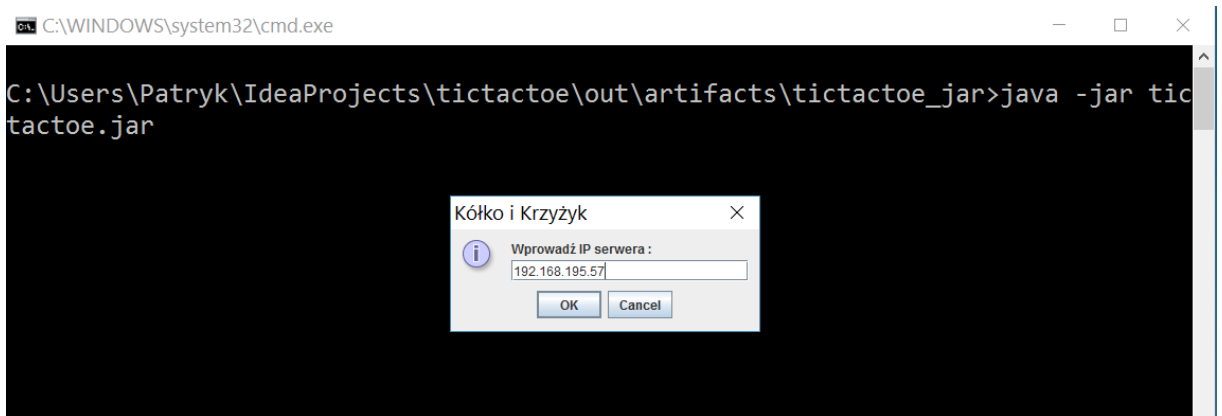 C:\WINDOWS\system32\cmd.exe
C:\Users\Patryk\IdeaProjects\tictactoe\out\artifacts\tictactoe_jar>java -jar tic
tactoe.jar
Kółko i Krzyżyk
Wprowadź IP serwera :
192.168.195.57
OK Cancel